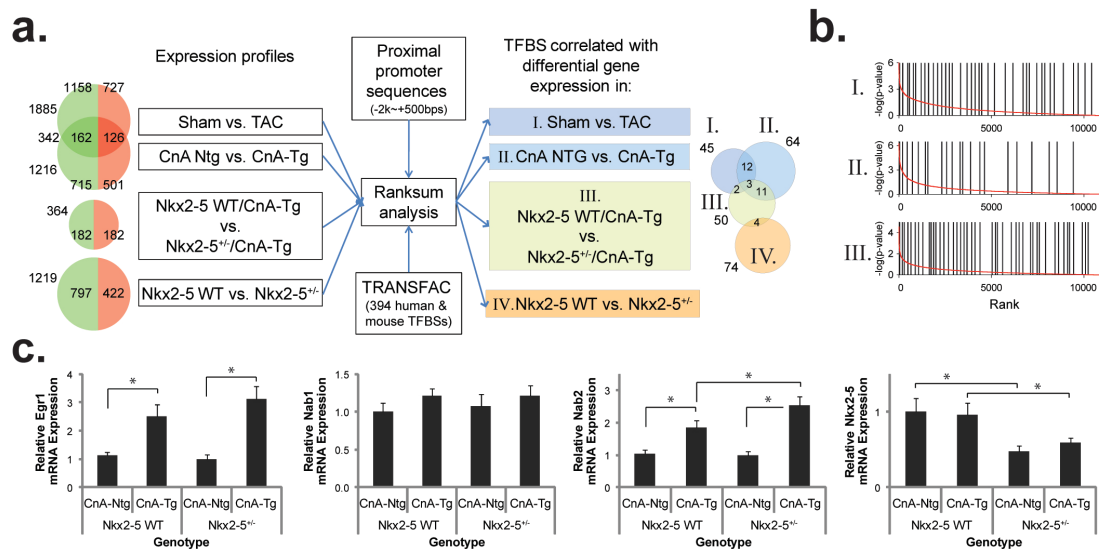 a.
Expression profiles
1158
727
1885
342
162
126
1216
715
501
364
182
182
1219
797
422
Sham vs. TAC
CnA Ntg vs. CnA-Tg
Nkx2-5 WT/CnA-Tg
vs.
Nkx2-5+/-/CnA-Tg
Nkx2-5 WT vs. Nkx2-5+/-
Proximal
promoter
sequences
(-2k~+500bps)
Ranksum
analysis
TRANSFAC
(394 human &
mouse TFBSs)
TFBS correlated with
differential gene
expression in:
I. Sham vs. TAC
II. CnA NTG vs. CnA-Tg
III.
Nkx2-5 WT/CnA-Tg
vs.
Nkx2-5+/-/CnA-Tg
IV. Nkx2-5 WT vs. Nkx2-5+/-
I.
II.
45
64
12
3
2
11
III.
50
4
IV.
74
b.
I.
-log(p-value)
6
3
0
0
5000
10000
II.
-log(p-value)
6
3
0
0
5000
10000
III.
-log(p-value)
4
2
0
0
5000
10000
Rank
c.
Relative Egr1
mRNA Expression
4
3
2
1
0
*
*
CnA-Ntg
CnA-Tg
CnA-Ntg
CnA-Tg
Nkx2-5 WT
Nkx2-5+/-
Genotype
Relative Nab1
mRNA Expression
1.5
1.0
0.5
0.0
CnA-Ntg
CnA-Tg
CnA-Ntg
CnA-Tg
Nkx2-5 WT
Nkx2-5+/-
Genotype
Relative Nab2
mRNA Expression
3
2
1
0
*
*
*
CnA-Ntg
CnA-Tg
CnA-Ntg
CnA-Tg
Nkx2-5 WT
Nkx2-5+/-
Genotype
Relative Nkx2-5
mRNA Expression
1
0
*
*
CnA-Ntg
CnA-Tg
CnA-Ntg
CnA-Tg
Nkx2-5 WT
Nkx2-5+/-
Genotype